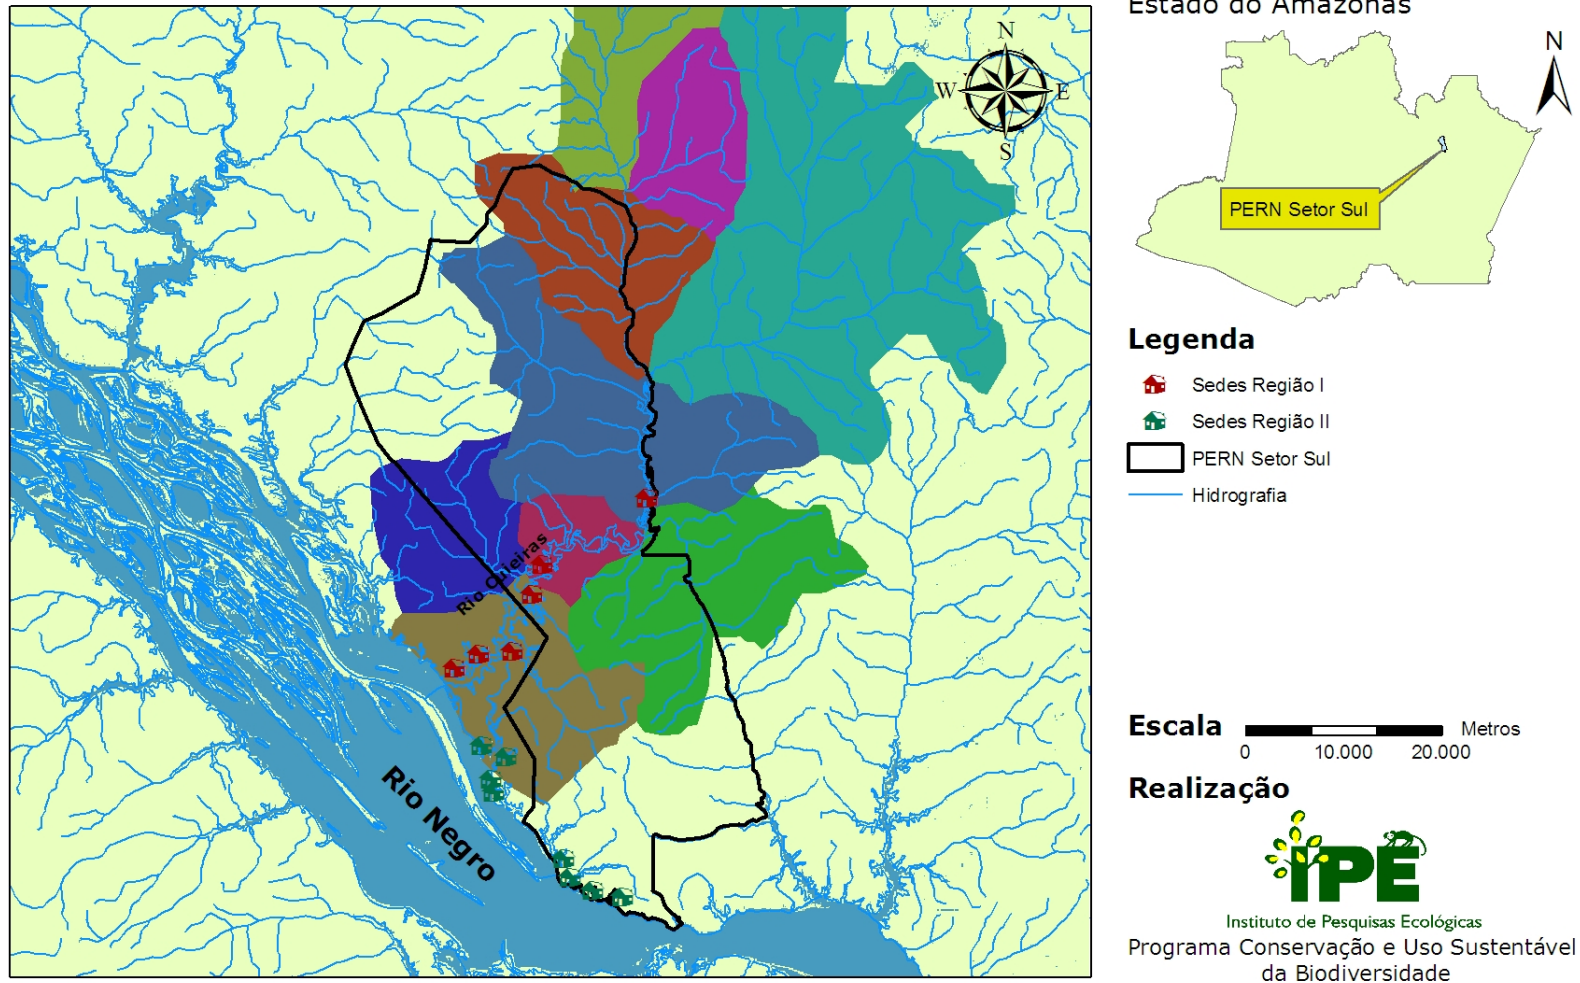 Estado do Amazonas
N
W
E
S
N
PERN Setor Sul
Rio Cuieiras
Rio Negro
Legenda
Sedes Região I
Sedes Região II
PERN Setor Sul
Hidrografia
Escala
Metros
0 10.000 20.000
Realização
IPÊ
Instituto de Pesquisas Ecológicas
Programa Conservação e Uso Sustentável
da Biodiversidade